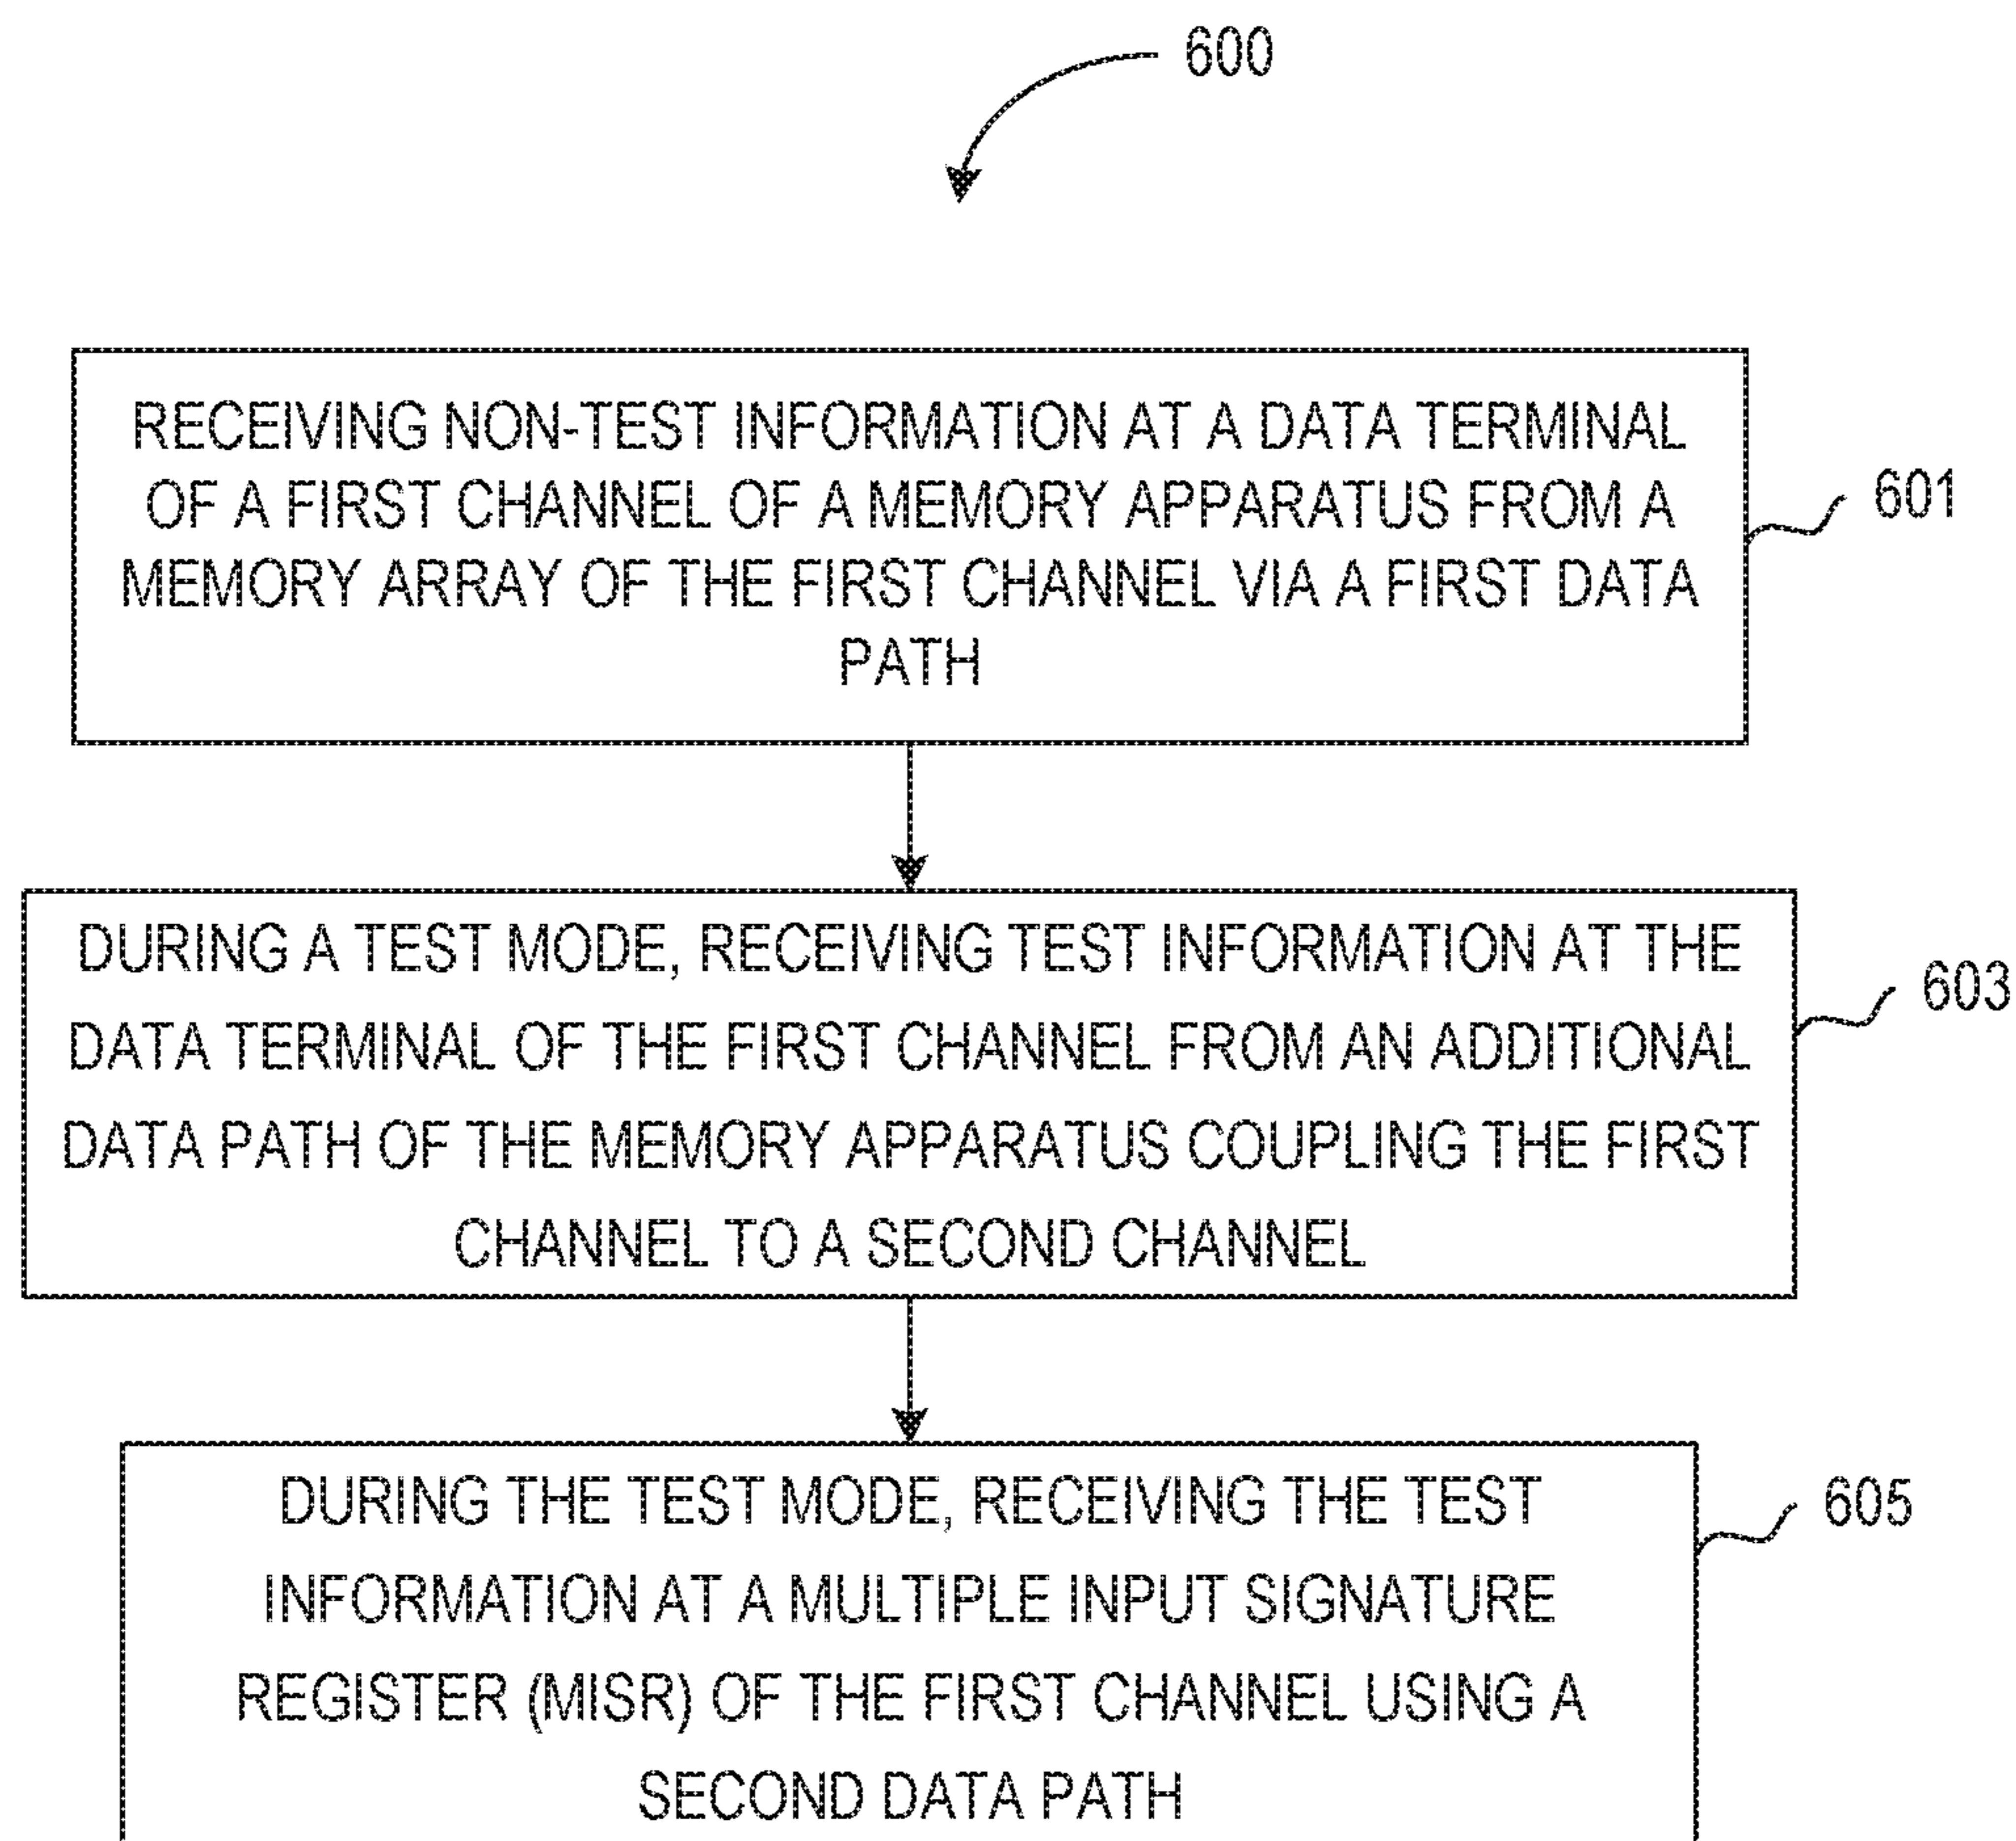 600
RECEIVING NON-TEST INFORMATION AT A DATA TERMINAL
OF A FIRST CHANNEL OF A MEMORY APPARATUS FROM A
MEMORY ARRAY OF THE FIRST CHANNEL VIA A FIRST DATA
PATH
601
DURING A TEST MODE, RECEIVING TEST INFORMATION AT THE
DATA TERMINAL OF THE FIRST CHANNEL FROM AN ADDITIONAL
DATA PATH OF THE MEMORY APPARATUS COUPLING THE FIRST
CHANNEL TO A SECOND CHANNEL
603
DURING THE TEST MODE, RECEIVING THE TEST
INFORMATION AT A MULTIPLE INPUT SIGNATURE
REGISTER (MISR) OF THE FIRST CHANNEL USING A
SECOND DATA PATH
605